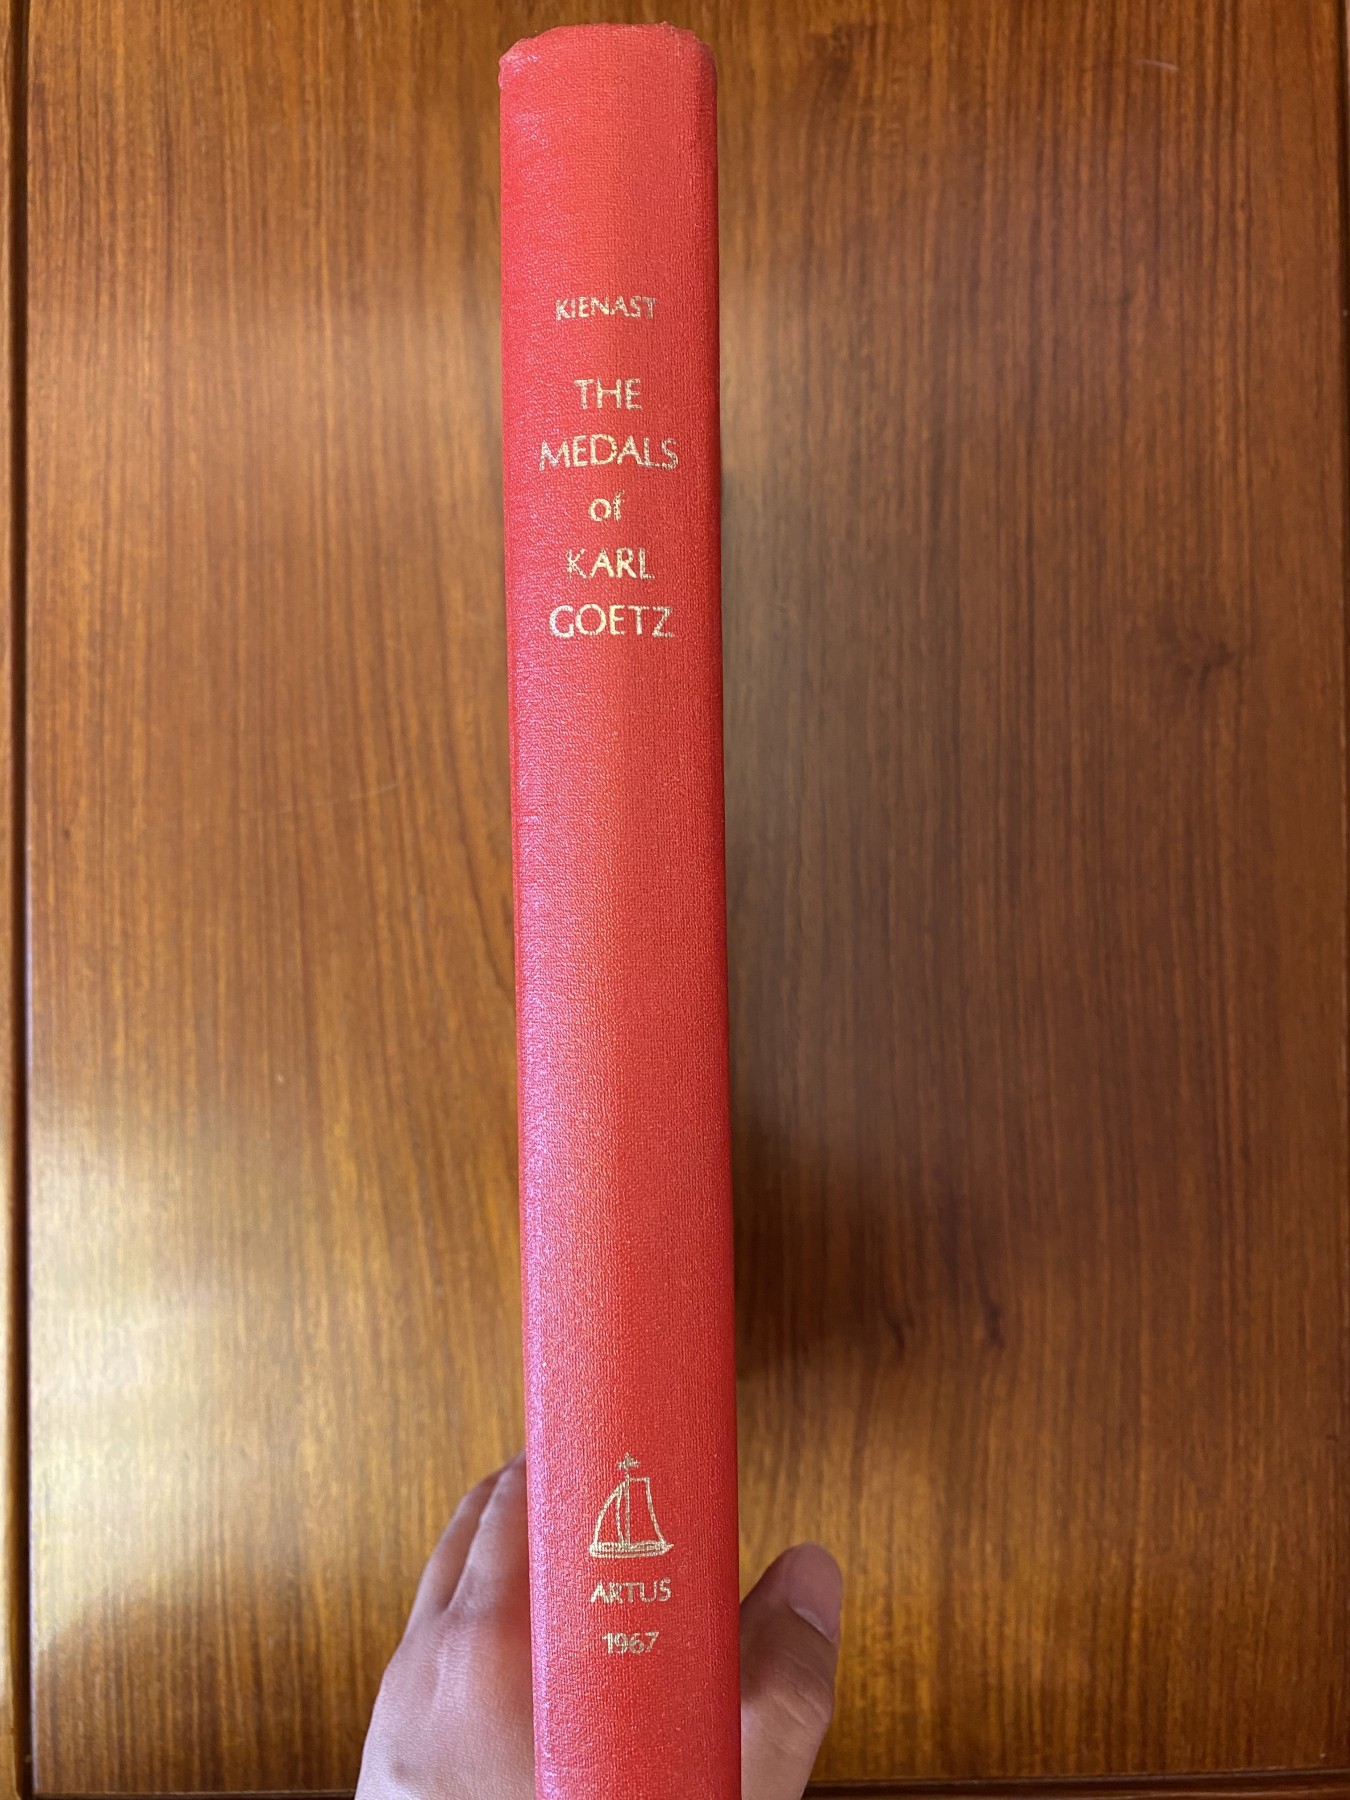 KIENAST
THE
MEDALS
of
KARL
GOETZ
ARTUS
1967